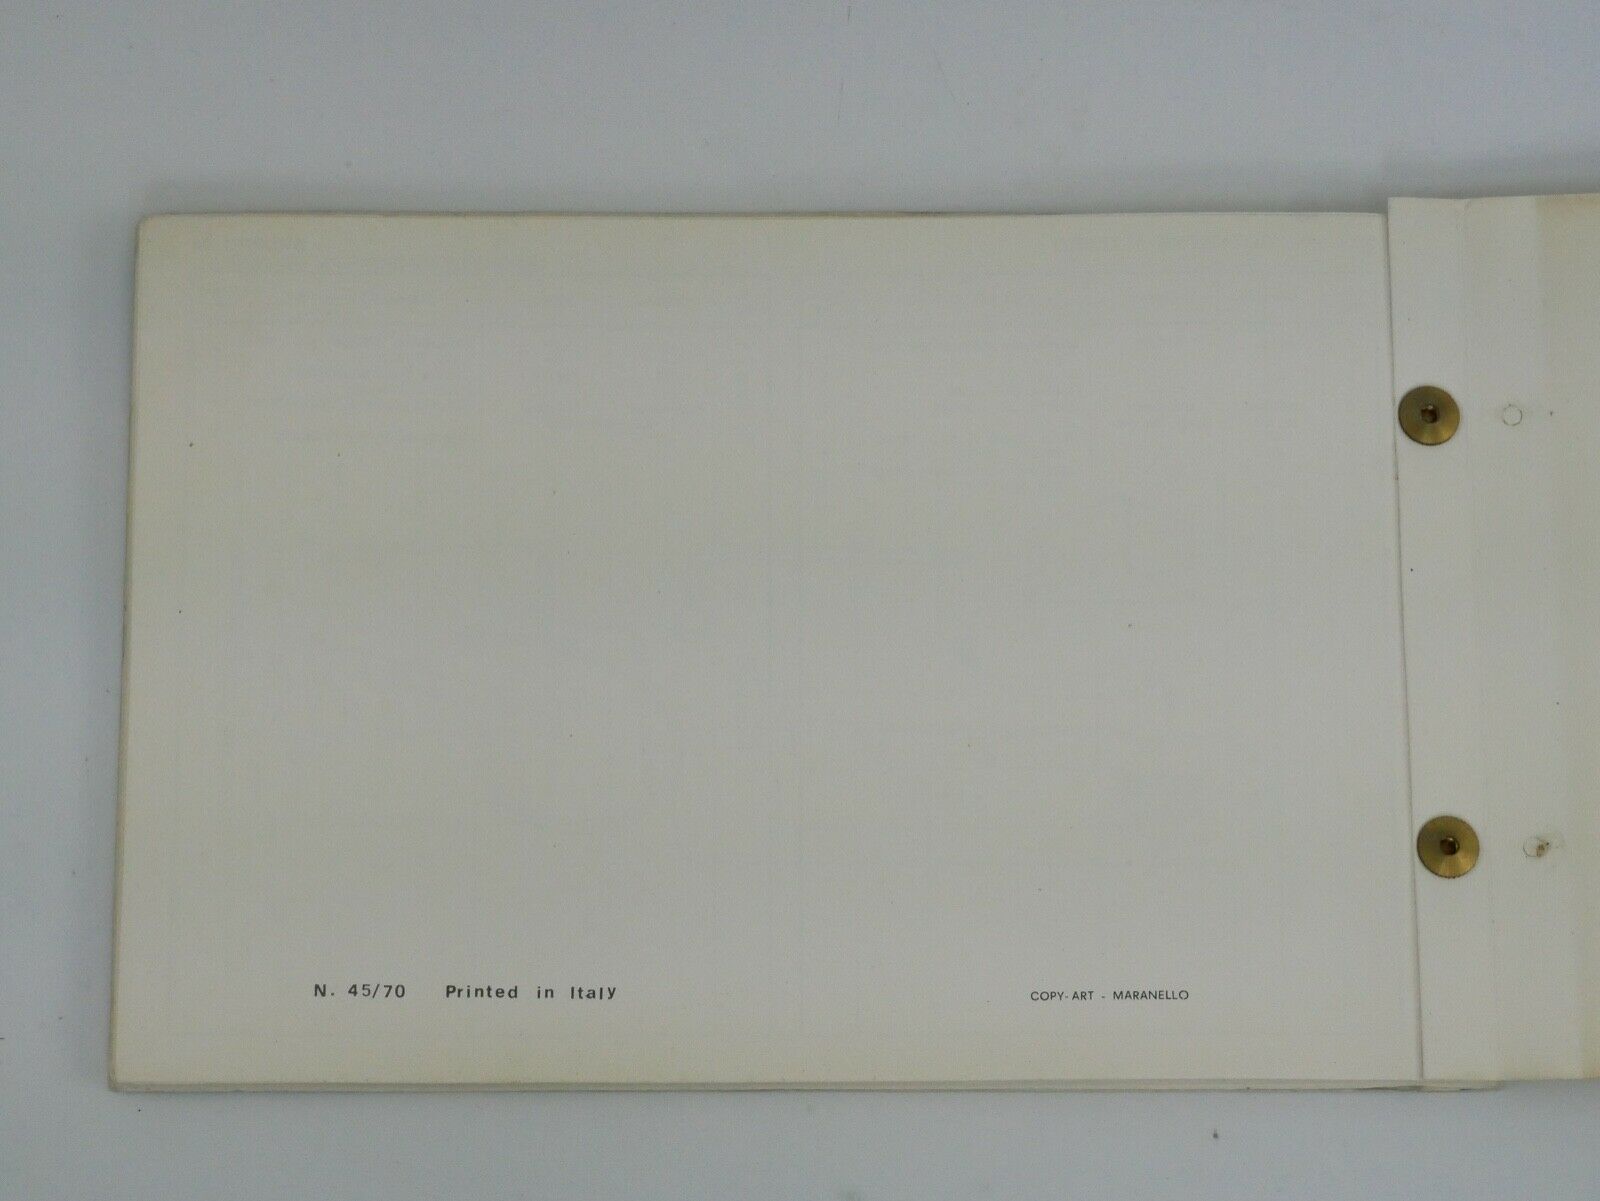 N. 45/70 Printed in Italy
COPY-ART - MARANELLO